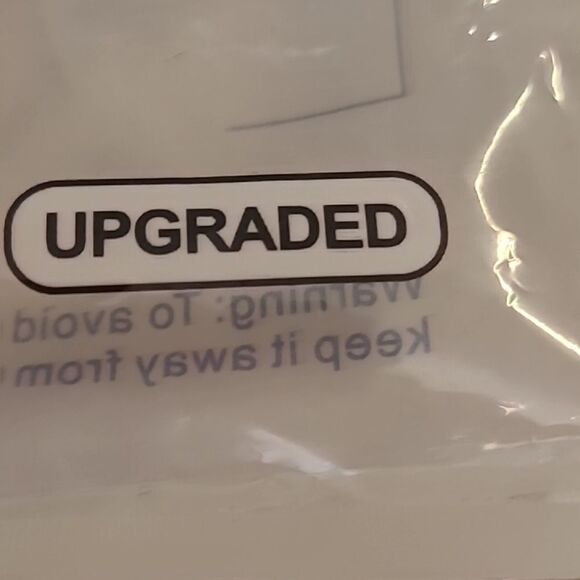 UPGRADED
Warning: To avoid
keep it away from